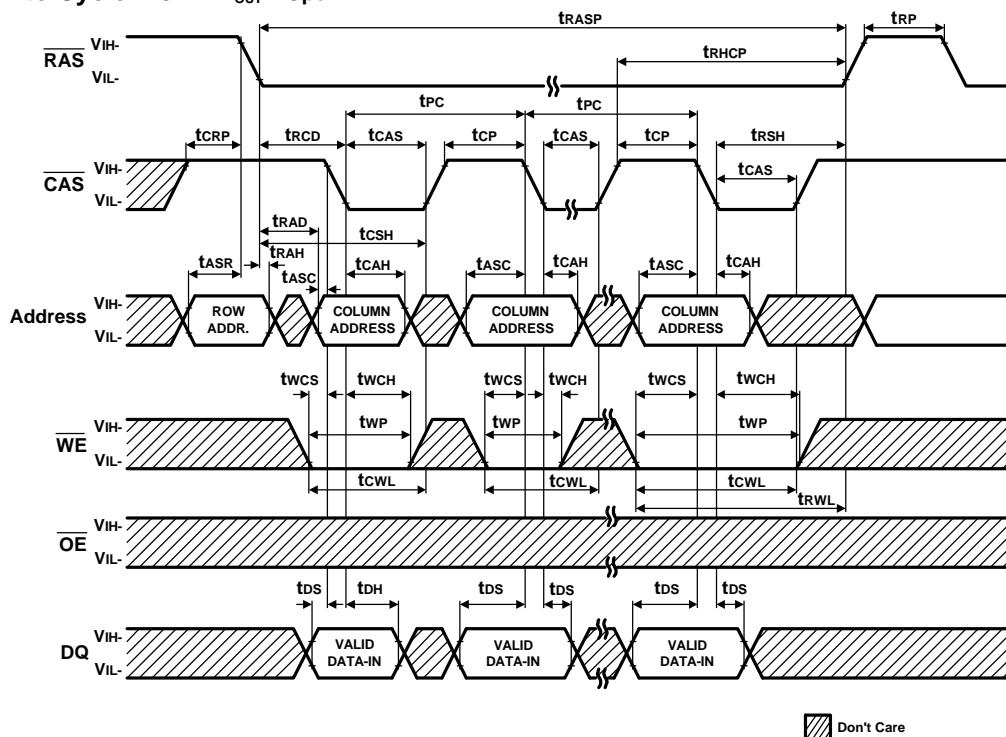 tRASP
tRP
RAS VIH-
VIL-
tRHCP
tPC
tPC
tCRP
tRCD
tCAS
tCP
tCAS
tCP
tRSH
CAS VIH-
VIL-
tCAS
tRAD
tCSH
tASR
tRAH
tASC
tCAH
tASC
tCAH
tASC
tCAH
Address VIH-
VIL-
ROW
ADDR.
COLUMN
ADDRESS
COLUMN
ADDRESS
COLUMN
ADDRESS
tWCS
tWCH
tWCS
tWCH
tWCS
tWCH
WE VIH-
VIL-
tWP
tWP
tWP
tCWL
tCWL
tCWL
tRWL
OE VIH-
VIL-
tDS
tDH
tDS
tDS
tDS
tDS
DQ VIH-
VIL-
VALID
DATA-IN
VALID
DATA-IN
VALID
DATA-IN
Don't Care